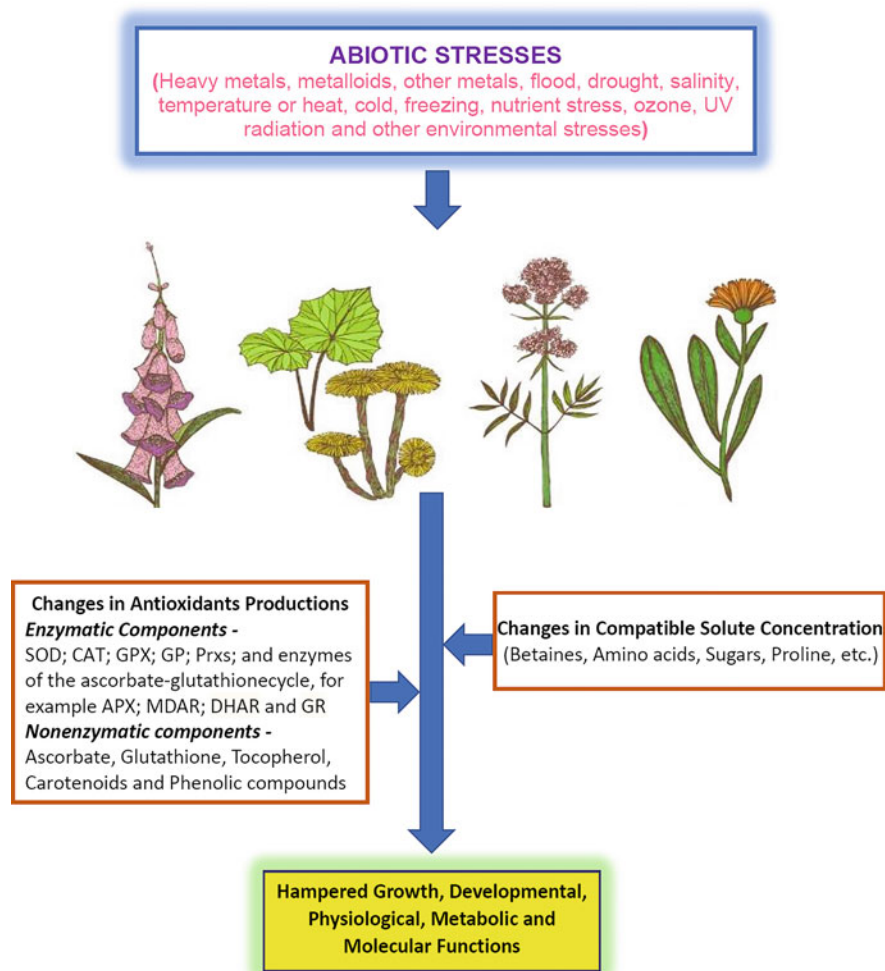 ABIOTIC STRESSES
(Heavy metals, metalloids, other metals, flood, drought, salinity,
temperature or heat, cold, freezing, nutrient stress, ozone, UV
radiation and other environmental stresses)
Changes in Antioxidants Productions
Enzymatic Components -
SOD; CAT; GPX; GP; Prxs; and enzymes
of the ascorbate-glutathionecycle, for
example APX; MDAR; DHAR and GR
Nonenzymatic components -
Ascorbate, Glutathione, Tocopherol,
Carotenoids and Phenolic compounds
Changes in Compatible Solute Concentration
(Betaines, Amino acids, Sugars, Proline, etc.)
Hampered Growth, Developmental,
Physiological, Metabolic and
Molecular Functions